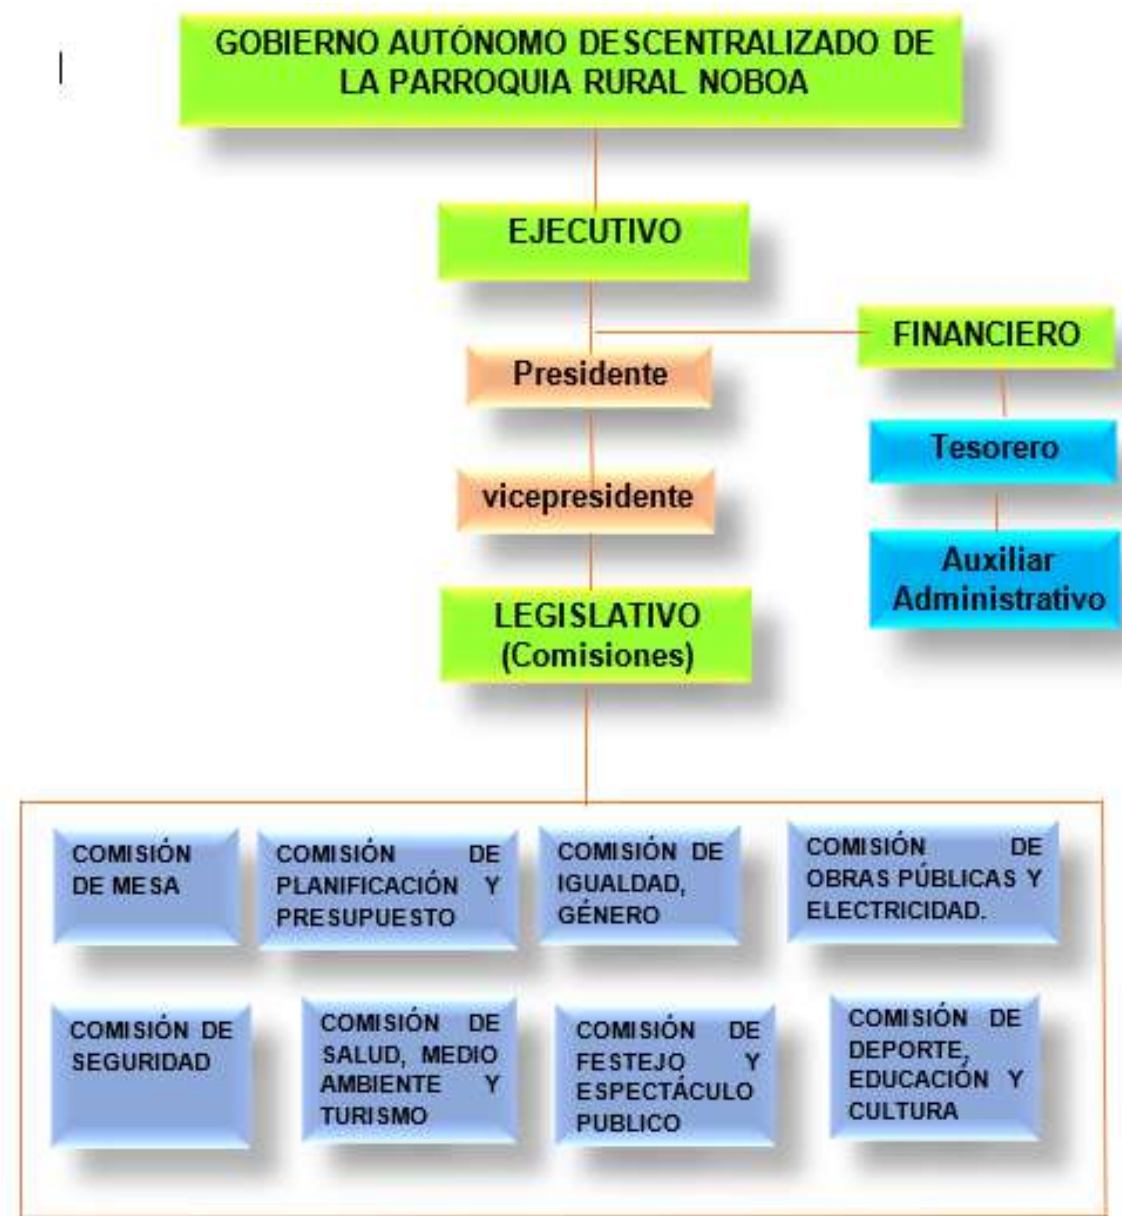 GOBIERNO AUTÓNOMO DESCENTRALIZADO DE
LA PARROQUIA RURAL NOBOA
EJECUTIVO
FINANCIERO
Presidente
Tesorero
vicepresidente
Auxiliar
Administrativo
LEGISLATIVO
(Comisiones)
COMISIÓN
DE MESA
COMISIÓN DE
PLANIFICACIÓN Y
PRESUPUESTO
COMISIÓN DE
IGUALDAD,
GÉNERO
COMISIÓN DE
OBRAS PÚBLICAS Y
ELECTRICIDAD.
COMISIÓN DE
SEGURIDAD
COMISIÓN DE
SALUD, MEDIO
AMBIENTE Y
TURISMO
COMISIÓN DE
FESTEJO Y
ESPECTÁCULO
PUBLICO
COMISIÓN DE
DEPORTE,
EDUCACIÓN Y
CULTURA